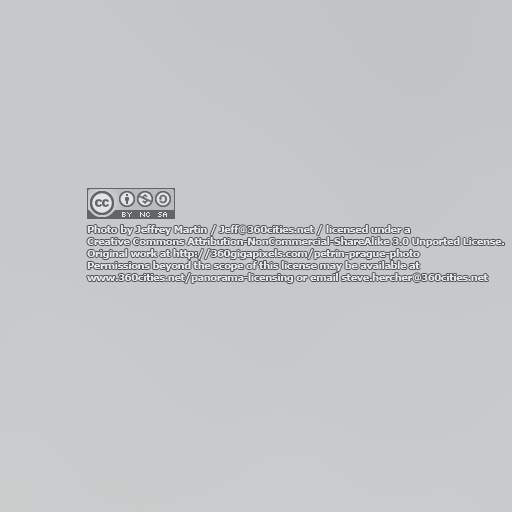 cc
BY NC SA
Photo by Jeffrey Martin / Jeff@360cities.net / licensed under a
Creative Commons Attribution-NonCommercial-ShareAlike 3.0 Unported License.
Original work at http://360gigapixels.com/petrin-prague-photo
Permissions beyond the scope of this license may be available at
www.360cities.net/panorama-licensing or email steve.hercher@360cities.net